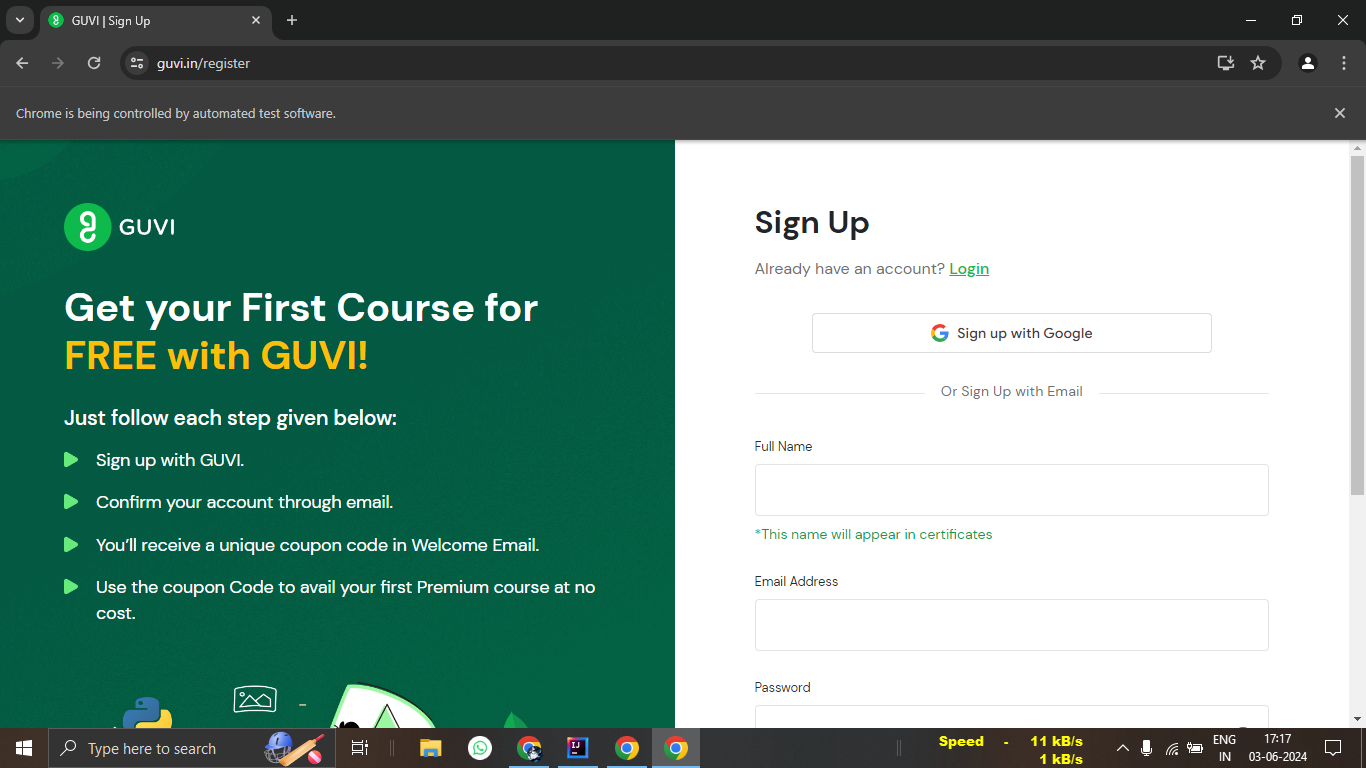 GUVI | Sign Up
guvi.in/register
Chrome is being controlled by automated test software.
GUVI
Get your First Course for
FREE with GUVI!
Just follow each step given below:
Sign up with GUVI.
Confirm your account through email.
You’ll receive a unique coupon code in Welcome Email.
Use the coupon Code to avail your first Premium course at no
cost.
Sign Up
Already have an account? Login
Sign up with Google
Or Sign Up with Email
Full Name
*This name will appear in certificates
Email Address
Password
Type here to search
IJ
Speed - 11 kB/s
1 kB/s
ENG
IN
17:17
03-06-2024